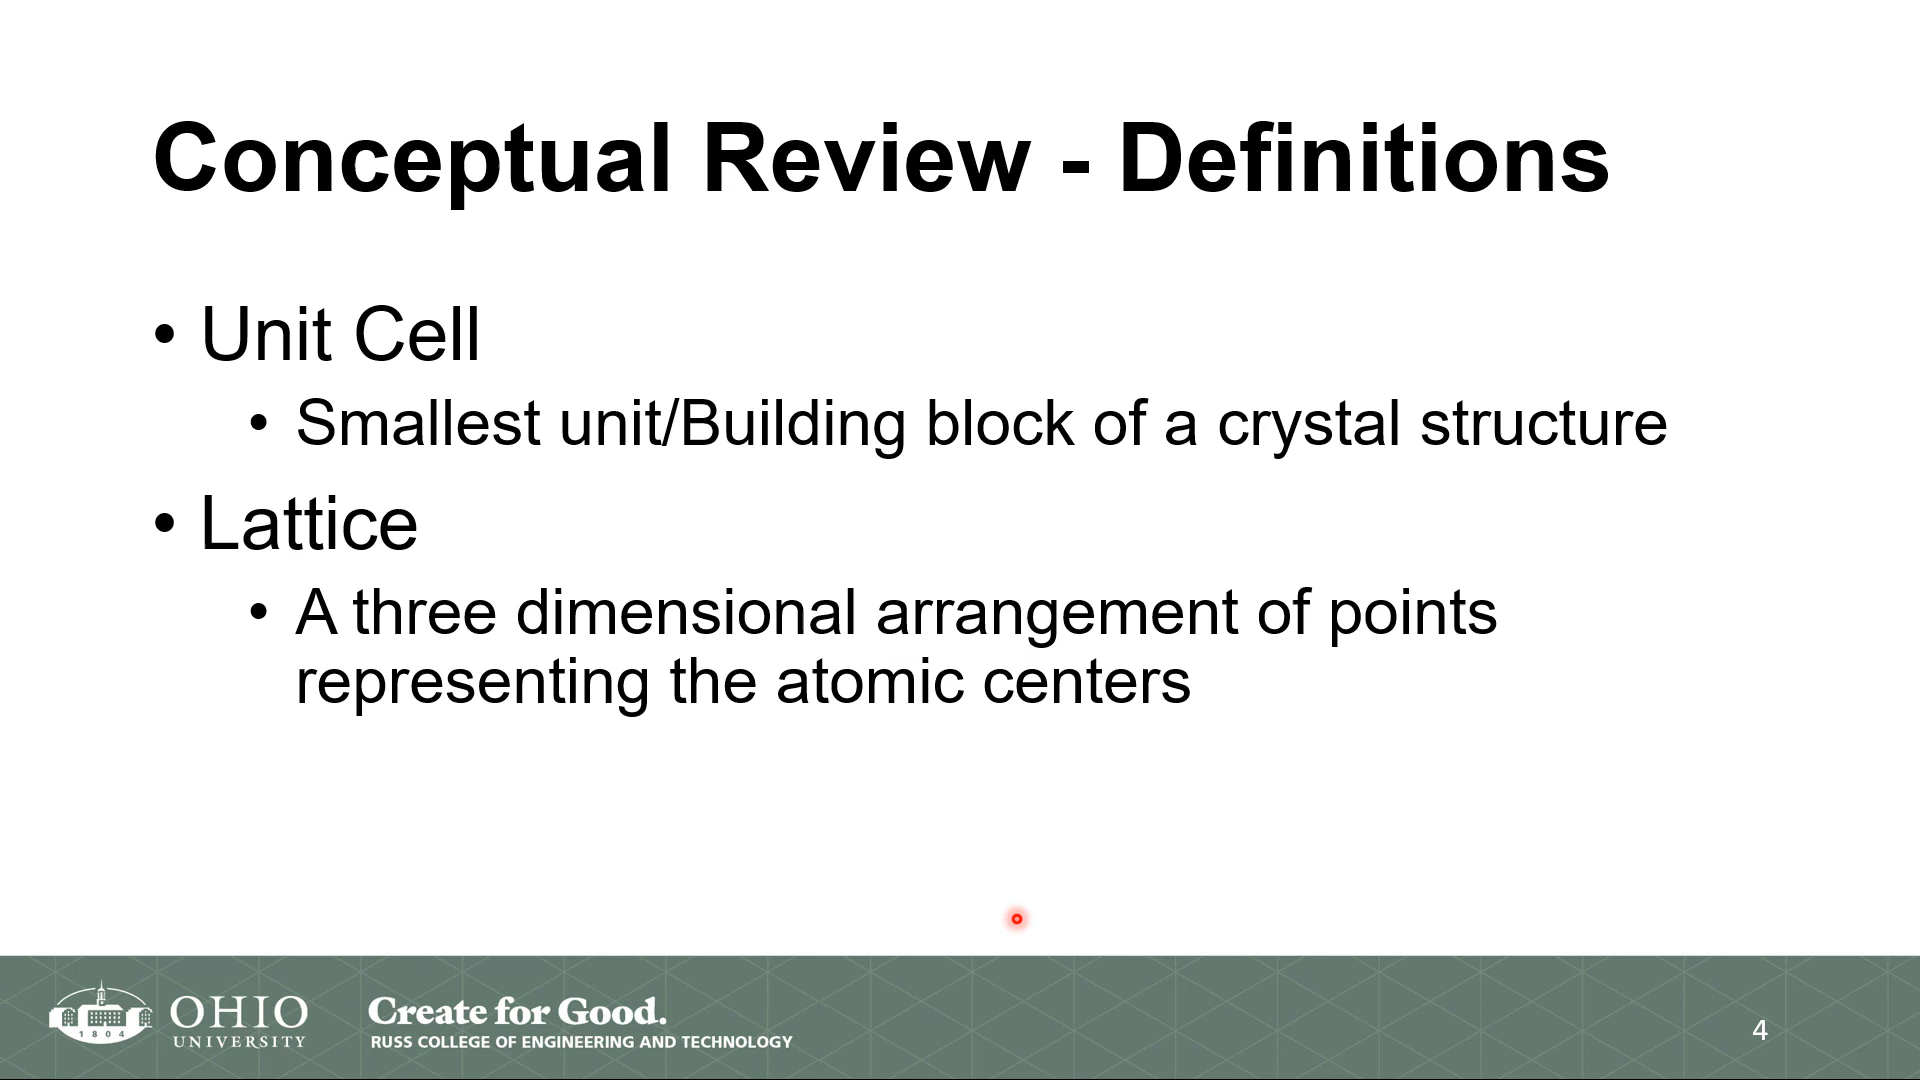 Conceptual Review - Definitions
• Unit Cell
• Smallest unit/Building block of a crystal structure
• Lattice
• A three dimensional arrangement of points
representing the atomic centers
1804
OHIO
UNIVERSITY
Create for Good.
RUSS COLLEGE OF ENGINEERING AND TECHNOLOGY
4